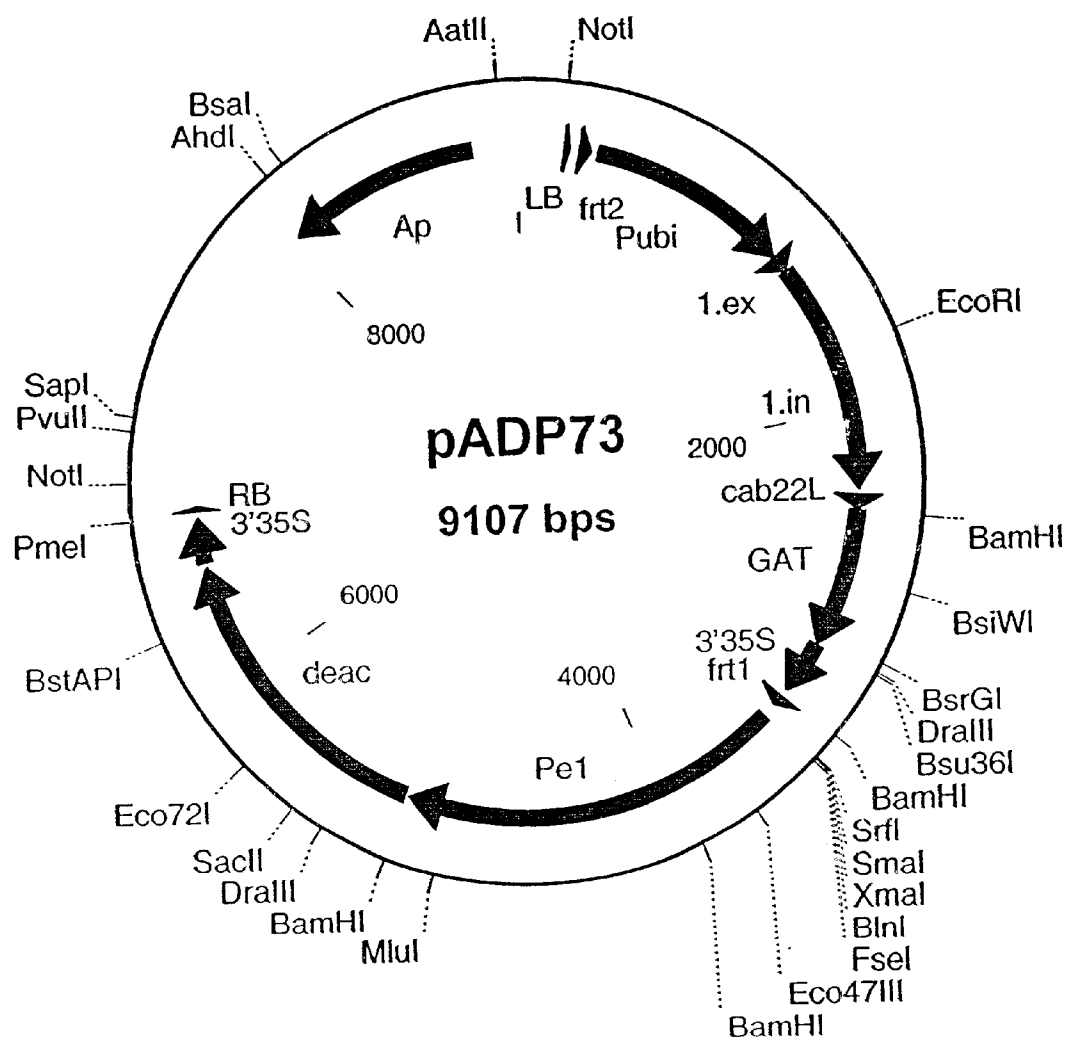 AatII
NotI
BsaI
AhdI
LB
frt2
Ap
Pubi
1.ex
EcoRI
8000
SapI
PvuII
1.in
pADP73
2000
NotI
RB
cab22L
3'35S
9107 bps
PmeI
BamHI
GAT
6000
BsiWI
3'35S
BstAPI
deac
frt1
4000
BsrGI
DraIII
Bsu36I
Pe1
BamHI
Eco72I
SrfI
SacII
SmaI
DraIII
XmaI
BamHI
BlnI
MluI
FseI
Eco47III
BamHI